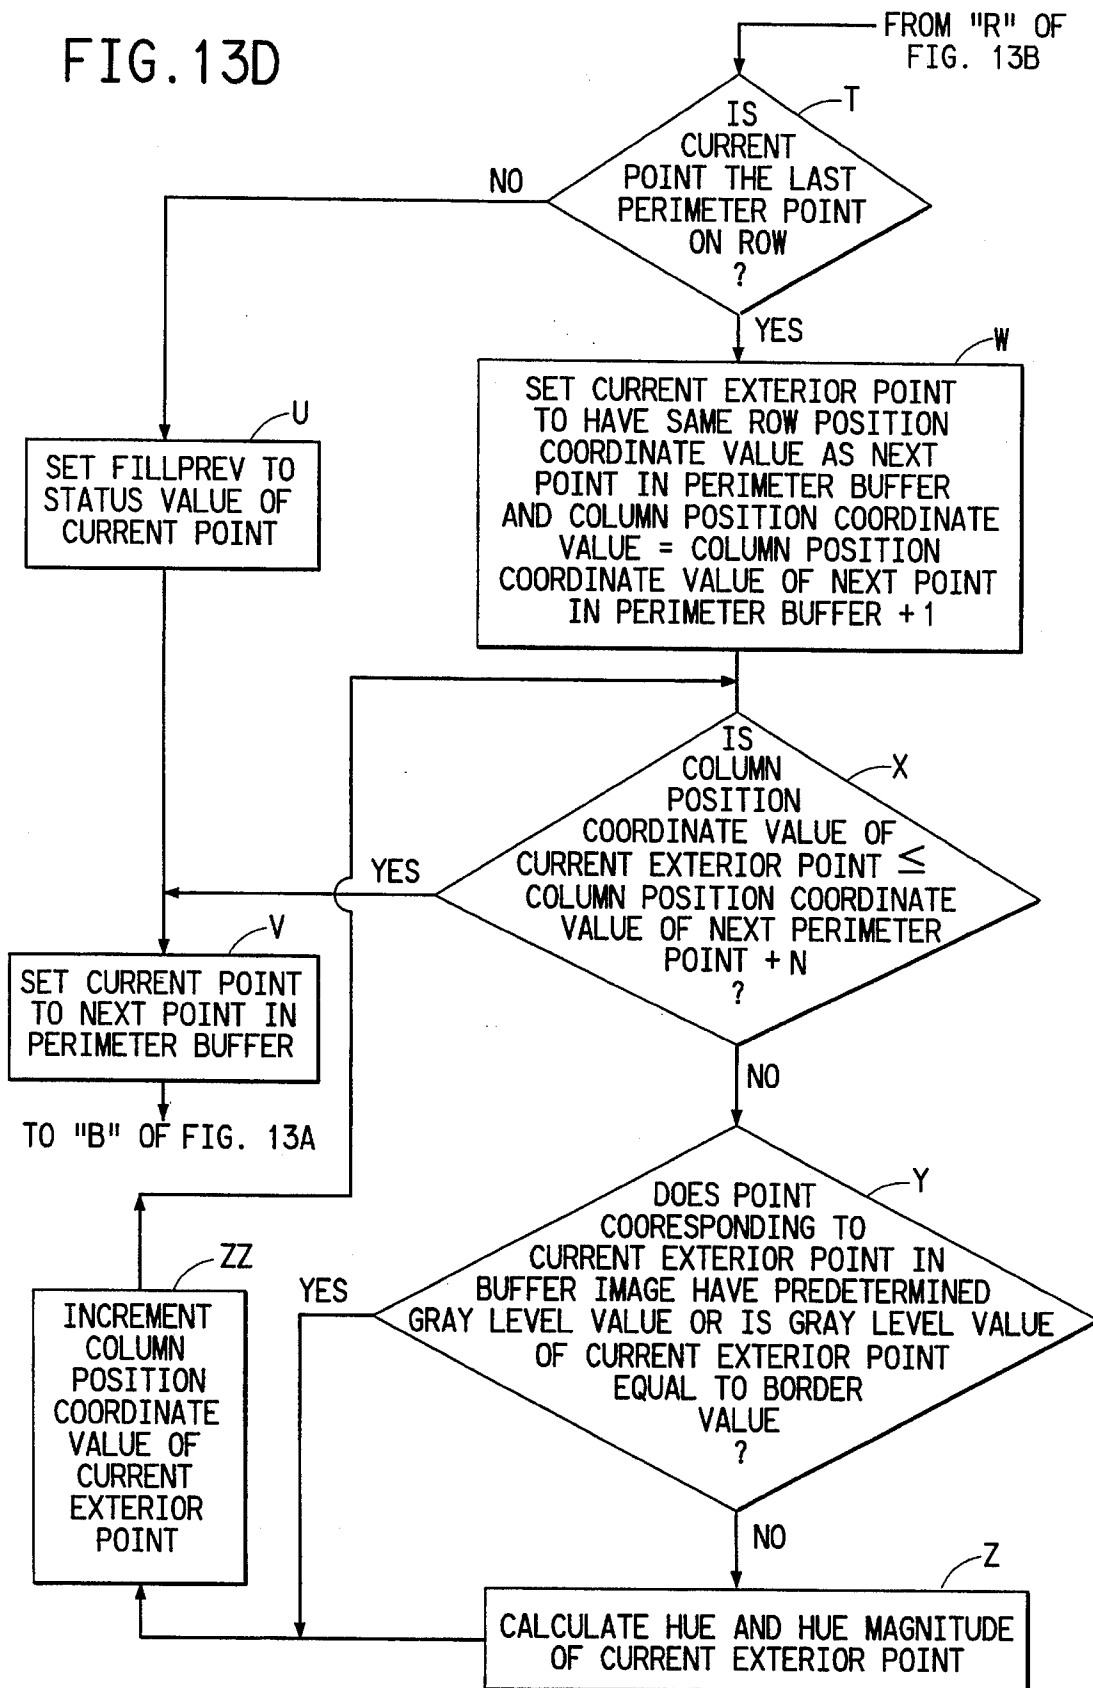 FIG.13D
FROM "R" OF
FIG. 13B
T
IS
CURRENT
POINT THE LAST
PERIMETER POINT
ON ROW
?
NO
YES
W
SET CURRENT EXTERIOR POINT
TO HAVE SAME ROW POSITION
COORDINATE VALUE AS NEXT
POINT IN PERIMETER BUFFER
AND COLUMN POSITION COORDINATE
VALUE = COLUMN POSITION
COORDINATE VALUE OF NEXT POINT
IN PERIMETER BUFFER +1
U
SET FILLPREV TO
STATUS VALUE OF
CURRENT POINT
X
IS
COLUMN
POSITION
COORDINATE VALUE OF
CURRENT EXTERIOR POINT ≤
COLUMN POSITION COORDINATE
VALUE OF NEXT PERIMETER
POINT + N
?
YES
NO
V
SET CURRENT POINT
TO NEXT POINT IN
PERIMETER BUFFER
TO "B" OF FIG. 13A
Y
DOES POINT
COORESPONDING TO
CURRENT EXTERIOR POINT IN
BUFFER IMAGE HAVE PREDETERMINED
GRAY LEVEL VALUE OR IS GRAY LEVEL VALUE
OF CURRENT EXTERIOR POINT
EQUAL TO BORDER
VALUE
?
YES
NO
ZZ
INCREMENT
COLUMN
POSITION
COORDINATE
VALUE OF
CURRENT
EXTERIOR
POINT
Z
CALCULATE HUE AND HUE MAGNITUDE
OF CURRENT EXTERIOR POINT